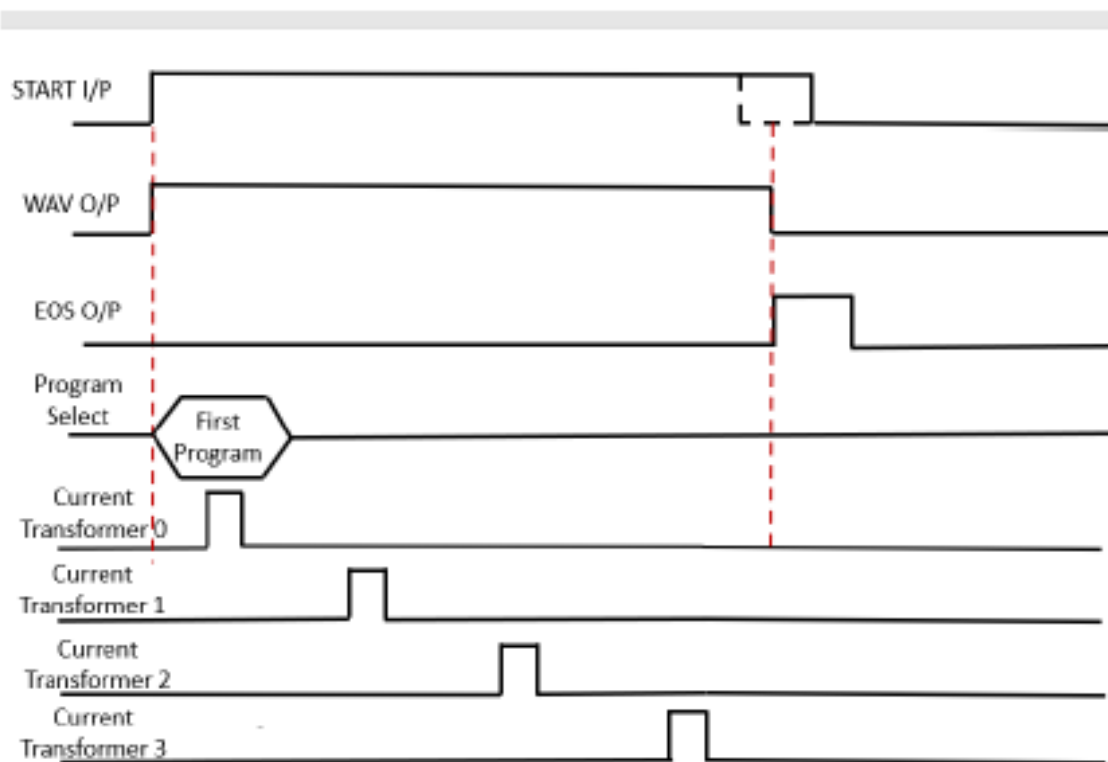 START I/P
WAV O/P
EOS O/P
Program
Select
First
Program
Current
Transformer 0
Current
Transformer 1
Current
Transformer 2
Current
Transformer 3